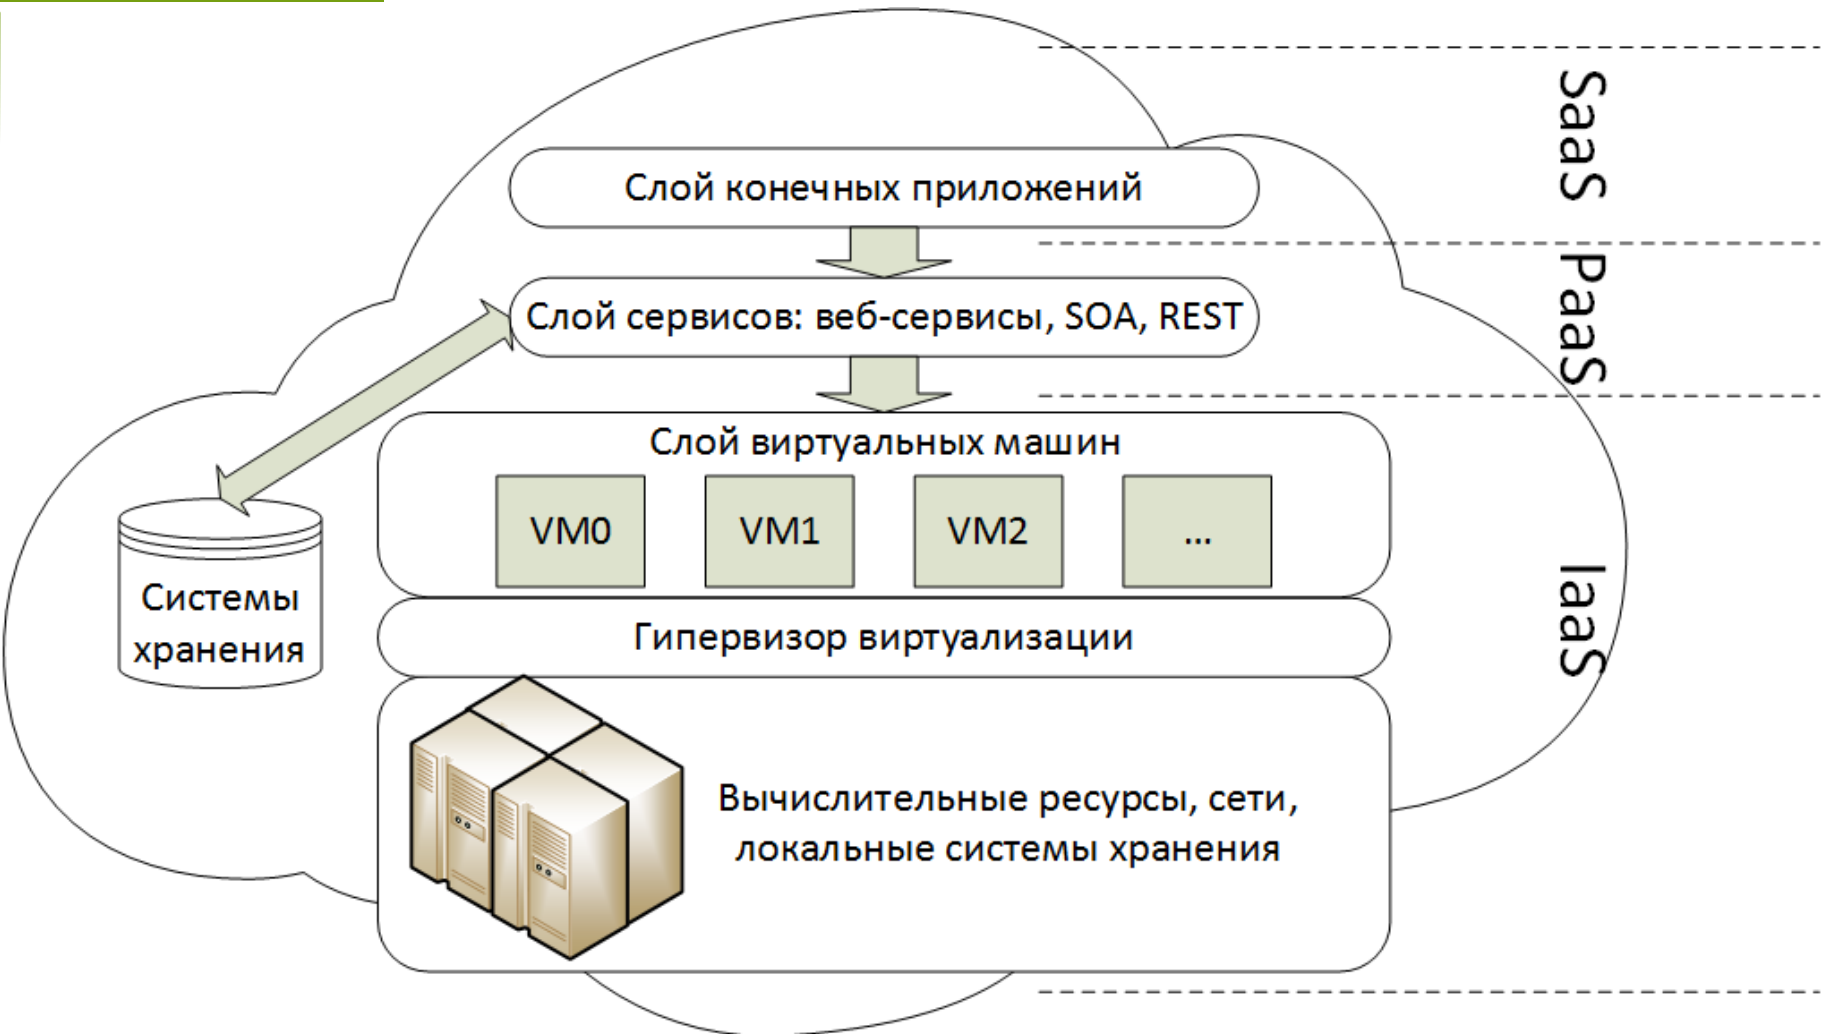 Слой конечных приложений
Слой сервисов: веб-сервисы, SOA, REST
Слой виртуальных машин
VM0
VM1
VM2
...
Системы
хранения
Гипервизор виртуализации
Вычислительные ресурсы, сети,
локальные системы хранения
SaaS
PaaS
IaaS